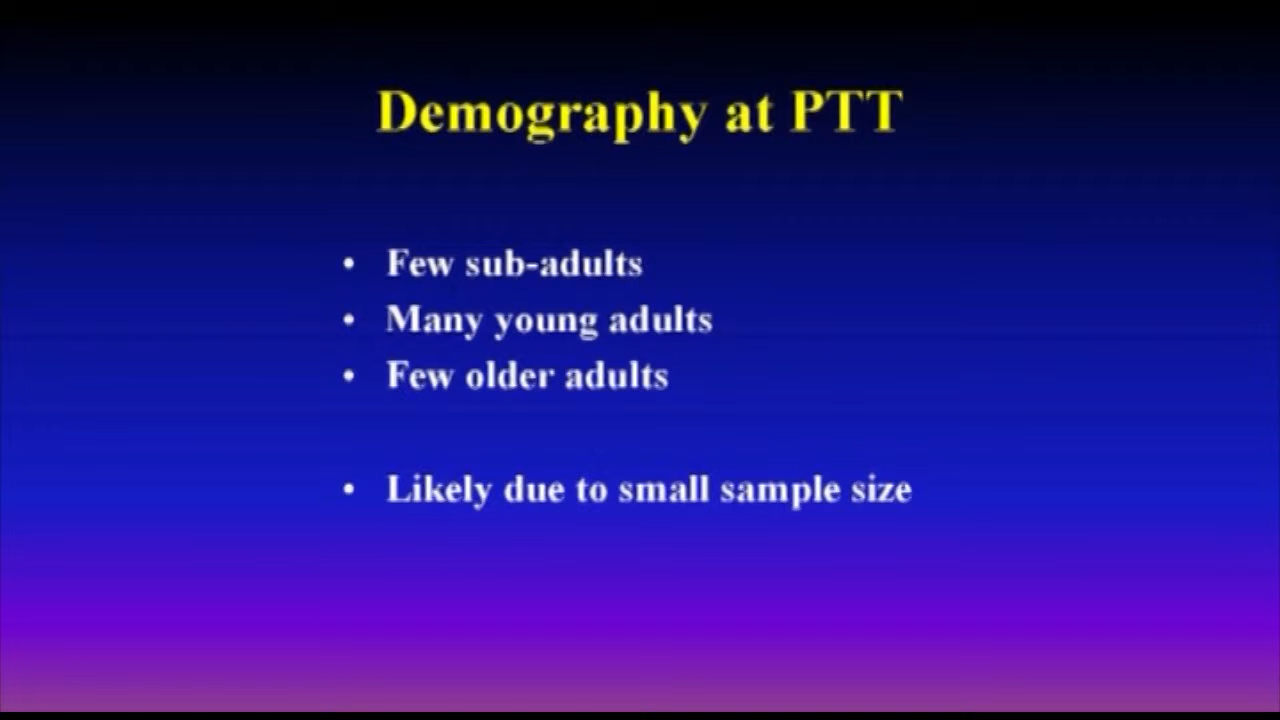 Demography at PTT
• Few sub-adults
• Many young adults
• Few older adults
• Likely due to small sample size